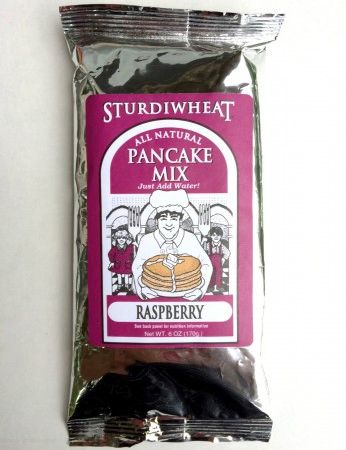 STURDIWHEAT
ALL NATURAL
PANCAKE
MIX
Just Add Water!
RASPBERRY
See back panel for nutrition information
Net WT. 6 OZ (170g.)